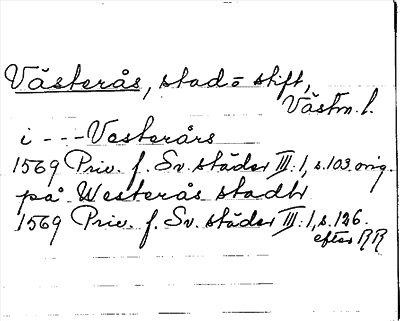 Västerås, stad o stift,
Västm. l.
i - - - Vesterårs
1569 Priv. f. Sv. städer III:1, s. 103. orig.
på Westerås stadh
1569 Priv. f. Sv. städer III:1, s. 126.
efter RR